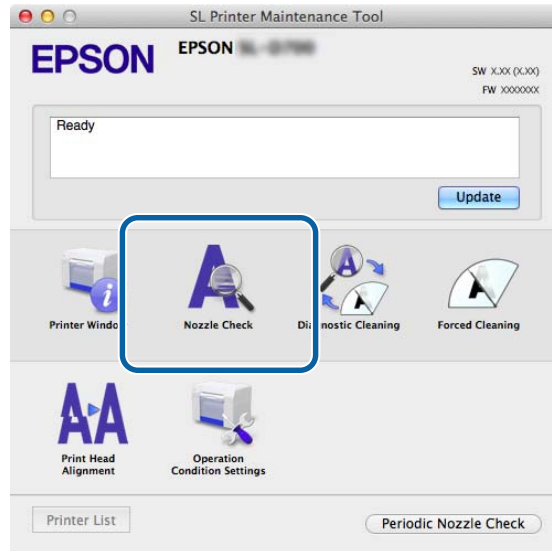 SL Printer Maintenance Tool
EPSON
EPSON
SW X.XX (X.XX)
FW XXXXXXX
Ready
Update
Printer Windo
Nozzle Check
Di
nostic Cleaning
Forced Cleaning
Print Head
Alignment
Operation
Condition Settings
Printer List
Periodic Nozzle Check